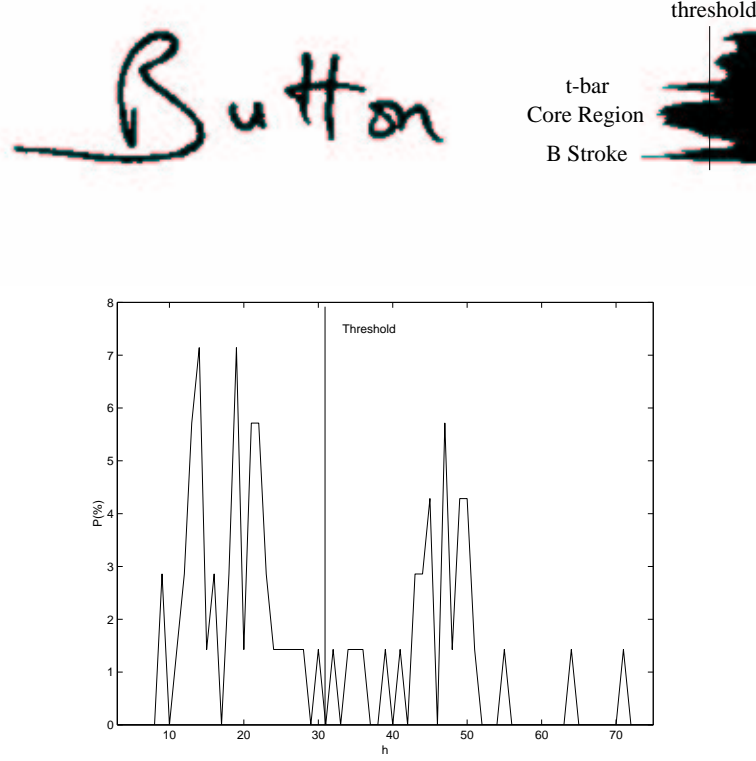 threshold
Button
t-bar
Core Region
B Stroke
8
Threshold
7
6
5
P(%)
4
3
2
1
0
10 20 30 40 50 60 70
h